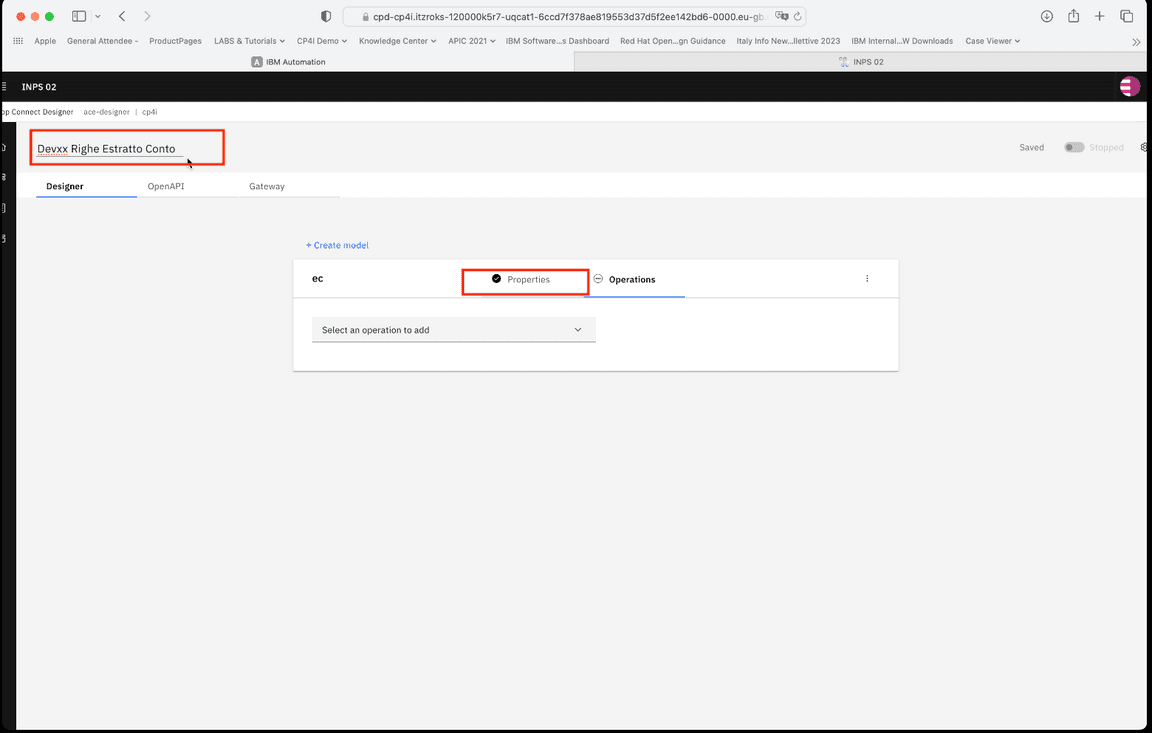 cpd-cp4i.itzroks-120000k5r7-uqcat1-6ccd7f378ae819553d37d5f2ee142bd6-0000.eu-gb.
Apple General Attendee - ProductPages LABS & Tutorials CP4I Demo Knowledge Center APIC 2021 IBM Software...s Dashboard Red Hat Open...gn Guidance Italy Info New...llettive 2023 IBM Internal...W Downloads Case Viewer
A IBM Automation INPS 02
INPS 02
pp Connect Designer ace-designer | cp4i
Devxx Righe Estratto Conto Saved Stopped
Designer OpenAPI Gateway
+ Create model
ec Properties Operations
Select an operation to add